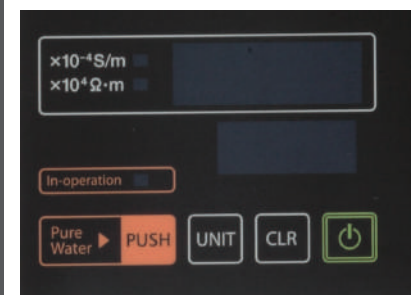 ×10⁻⁴S/m
×10⁴Ω·m
In-operation
Pure Water ▶ PUSH UNIT CLR